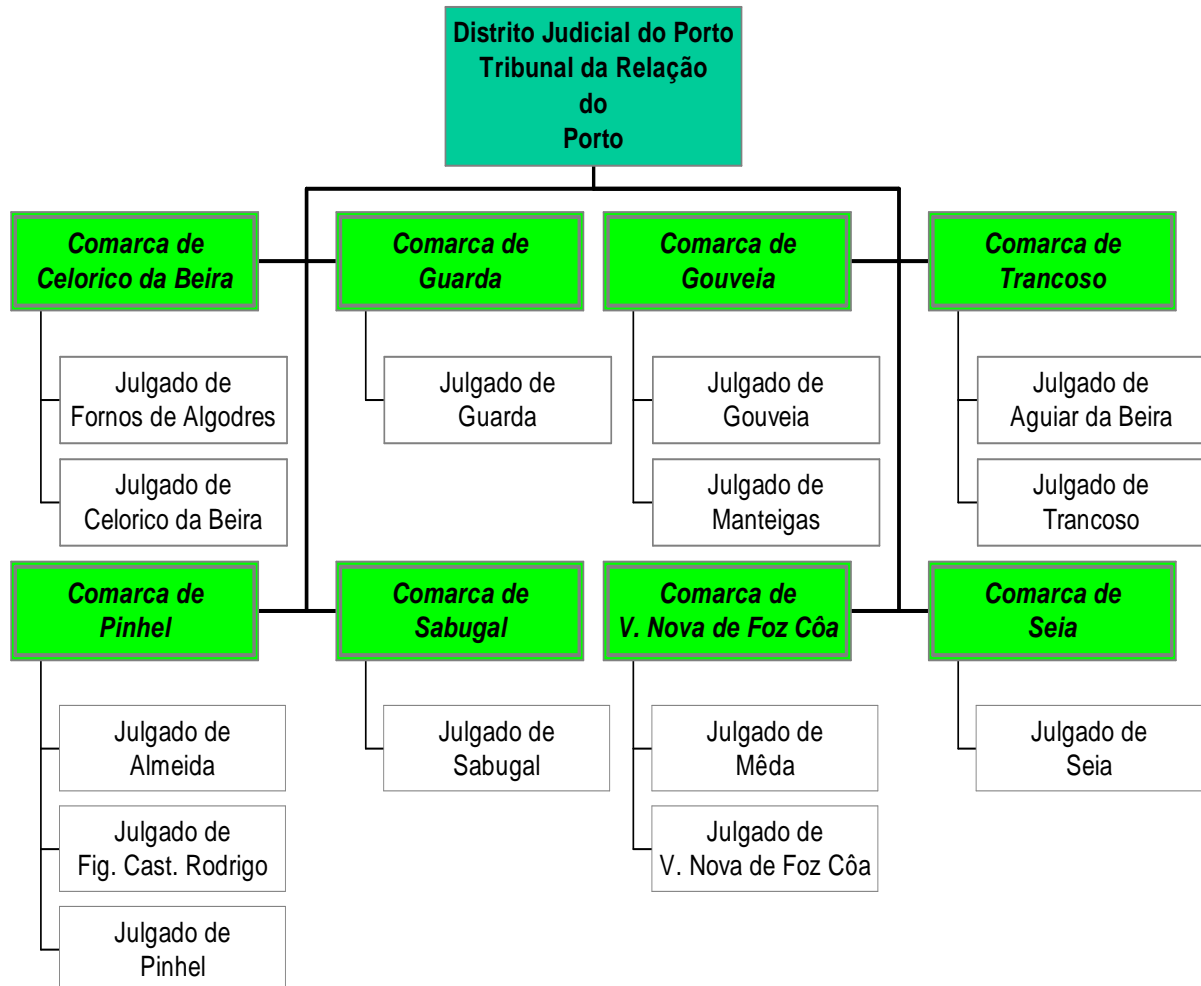 Distrito Judicial do Porto
Tribunal da Relação
do
Porto
Comarca de
Celorico da Beira
Comarca de
Guarda
Comarca de
Gouveia
Comarca de
Trancoso
Julgado de
Fornos de Algodres
Julgado de
Celorico da Beira
Julgado de
Guarda
Julgado de
Gouveia
Julgado de
Manteigas
Julgado de
Aguiar da Beira
Julgado de
Trancoso
Comarca de
Pinhel
Comarca de
Sabugal
Comarca de
V. Nova de Foz Côa
Comarca de
Seia
Julgado de
Almeida
Julgado de
Fig. Cast. Rodrigo
Julgado de
Pinhel
Julgado de
Sabugal
Julgado de
Mêda
Julgado de
V. Nova de Foz Côa
Julgado de
Seia